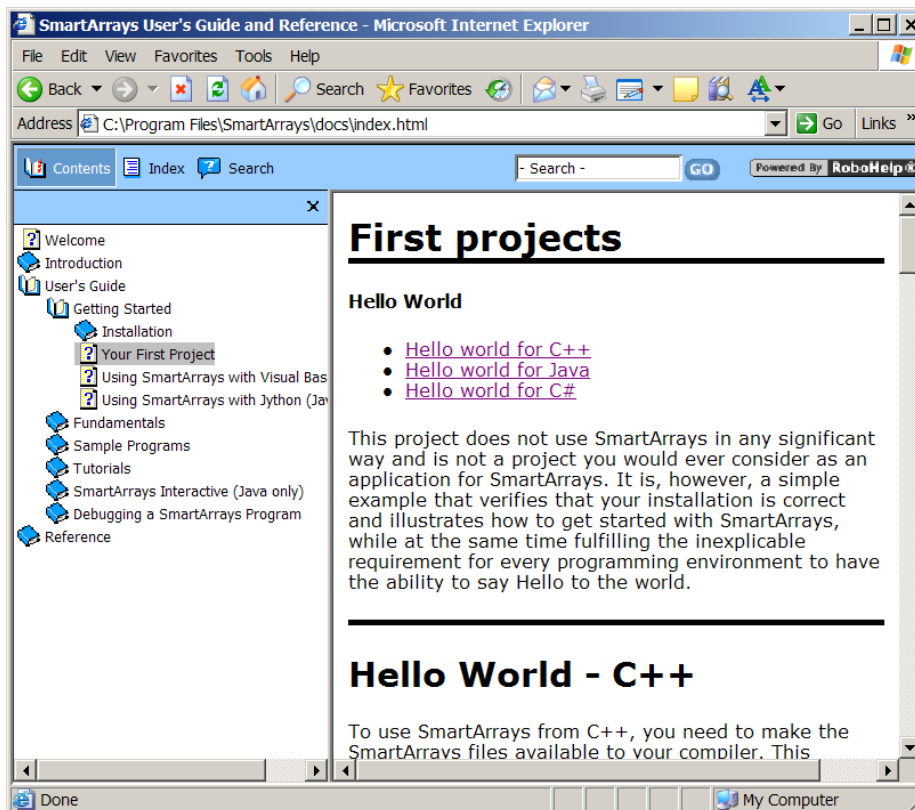 SmartArrays User's Guide and Reference - Microsoft Internet Explorer
File Edit View Favorites Tools Help
Back Search Favorites
Address C:\Program Files\SmartArrays\docs\index.html Go Links »
Contents Index Search - Search - GO Powered By RoboHelp®
x
Welcome
Introduction
User's Guide
Getting Started
Installation
Your First Project
Using SmartArrays with Visual Bas
Using SmartArrays with Jython (Ja
Fundamentals
Sample Programs
Tutorials
SmartArrays Interactive (Java only)
Debugging a SmartArrays Program
Reference
First projects
Hello World
• Hello world for C++
• Hello world for Java
• Hello world for C#
This project does not use SmartArrays in any significant
way and is not a project you would ever consider as an
application for SmartArrays. It is, however, a simple
example that verifies that your installation is correct
and illustrates how to get started with SmartArrays,
while at the same time fulfilling the inexplicable
requirement for every programming environment to have
the ability to say Hello to the world.
Hello World - C++
To use SmartArrays from C++, you need to make the
SmartArrays files available to your compiler. This
Done My Computer